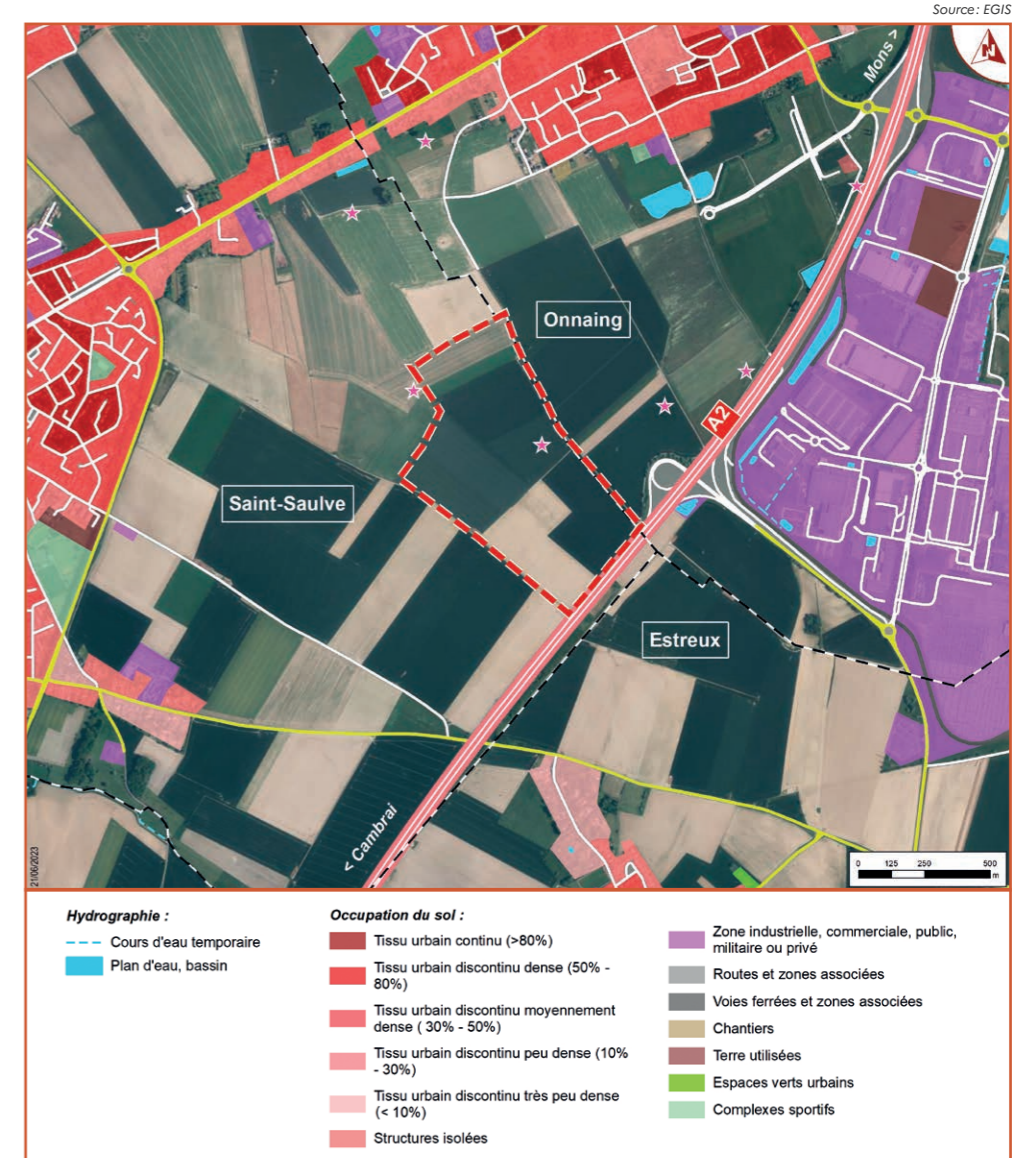 Source : EGIS
N
Mons >
Onnaing
A2
Saint-Saulve
Estreux
< Cambrai
21/06/2023
0 125 250 500
m
Hydrographie :
Cours d'eau temporaire
Plan d'eau, bassin
Occupation du sol :
Tissu urbain continu (>80%)
Tissu urbain discontinu dense (50% -
80%)
Tissu urbain discontinu moyennement
dense ( 30% - 50%)
Tissu urbain discontinu peu dense (10%
- 30%)
Tissu urbain discontinu très peu dense
(< 10%)
Structures isolées
Zone industrielle, commerciale, public,
militaire ou privé
Routes et zones associées
Voies ferrées et zones associées
Chantiers
Terre utilisées
Espaces verts urbains
Complexes sportifs